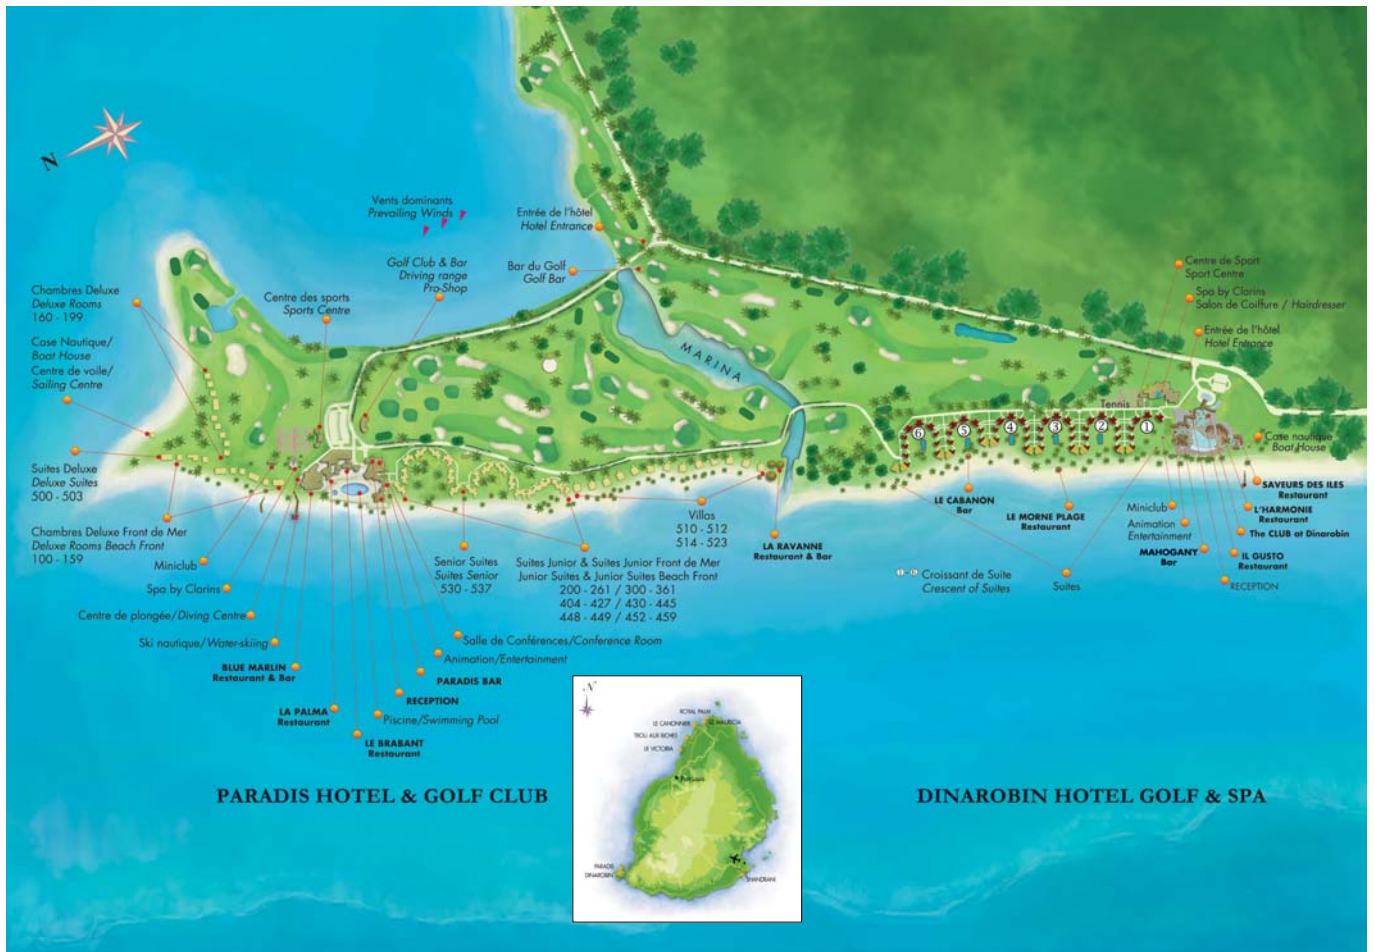 N
Vents dominants
Prevailing Winds
Entrée de l'hôtel
Hotel Entrance
Golf Club & Bar
Driving range
Pro-Shop
Bar du Golf
Golf Bar
Centre de Sport
Sport Centre
Chambres Deluxe
Deluxe Rooms
160 - 199
Centre des sports
Sports Centre
Spa by Clarins
Salon de Coiffure / Hairdresser
Case Nautique/
Boat House
Centre de voile/
Sailing Centre
Entrée de l'hôtel
Hotel Entrance
MARINA
Tennis
6
5
4
3
2
1
Case nautique
Boat House
Suites Deluxe
Deluxe Suites
500 - 503
SAVEURS DES ILES
Restaurant
LE CABANON
Bar
LE MORNE PLAGE
Restaurant
Miniclub
L'HARMONIE
Restaurant
Villas
510 - 512
514 - 523
Animation
Entertainment
The CLUB at Dinarobin
Chambres Deluxe Front de Mer
Deluxe Rooms Beach Front
100 - 159
LA RAVANNE
Restaurant & Bar
MAHOGANY
Bar
IL GUSTO
Restaurant
Miniclub
Senior Suites
Suites Senior
530 - 537
Suites Junior & Suites Junior Front de Mer
Junior Suites & Junior Suites Beach Front
200 - 261 / 300 - 361
404 - 427 / 430 - 445
448 - 449 / 452 - 459
Croissant de Suite
Crescent of Suites
Suites
RECEPTION
Spa by Clarins
Centre de plongée/Diving Centre
Ski nautique/Water-skiing
Salle de Conférences/Conference Room
Animation/Entertainment
BLUE MARLIN
Restaurant & Bar
PARADIS BAR
RECEPTION
LA PALMA
Restaurant
Piscine/Swimming Pool
LE BRABANT
Restaurant
N
ROYAL PALM
LE CANONNIER
LE MAURICIA
TROU AUX BICHES
LE VICTORIA
Port-Louis
PARADIS
DINAROBIN
SHANDRANI
PARADIS HOTEL & GOLF CLUB
DINAROBIN HOTEL GOLF & SPA